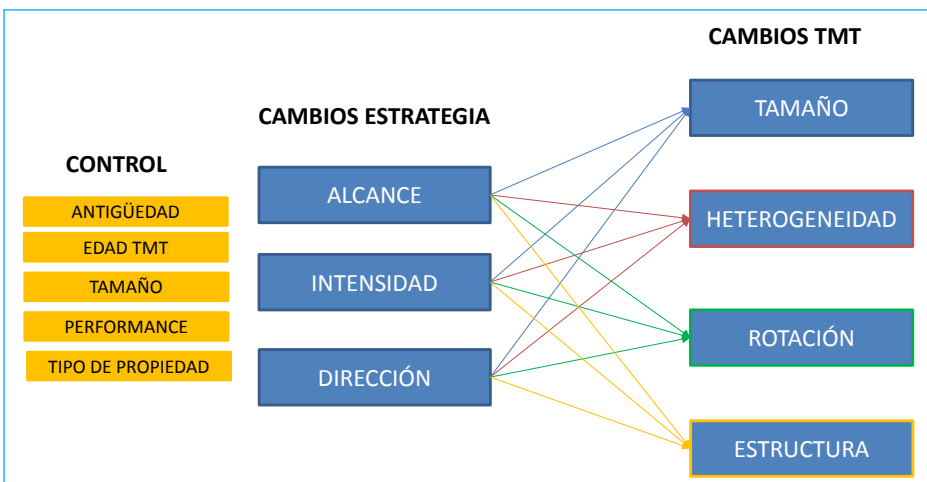 CONTROL
ANTIGÜEDAD
EDAD TMT
TAMAÑO
PERFORMANCE
TIPO DE PROPIEDAD
CAMBIOS ESTRATEGIA
ALCANCE
INTENSIDAD
DIRECCIÓN
CAMBIOS TMT
TAMAÑO
HETEROGENEIDAD
ROTACIÓN
ESTRUCTURA